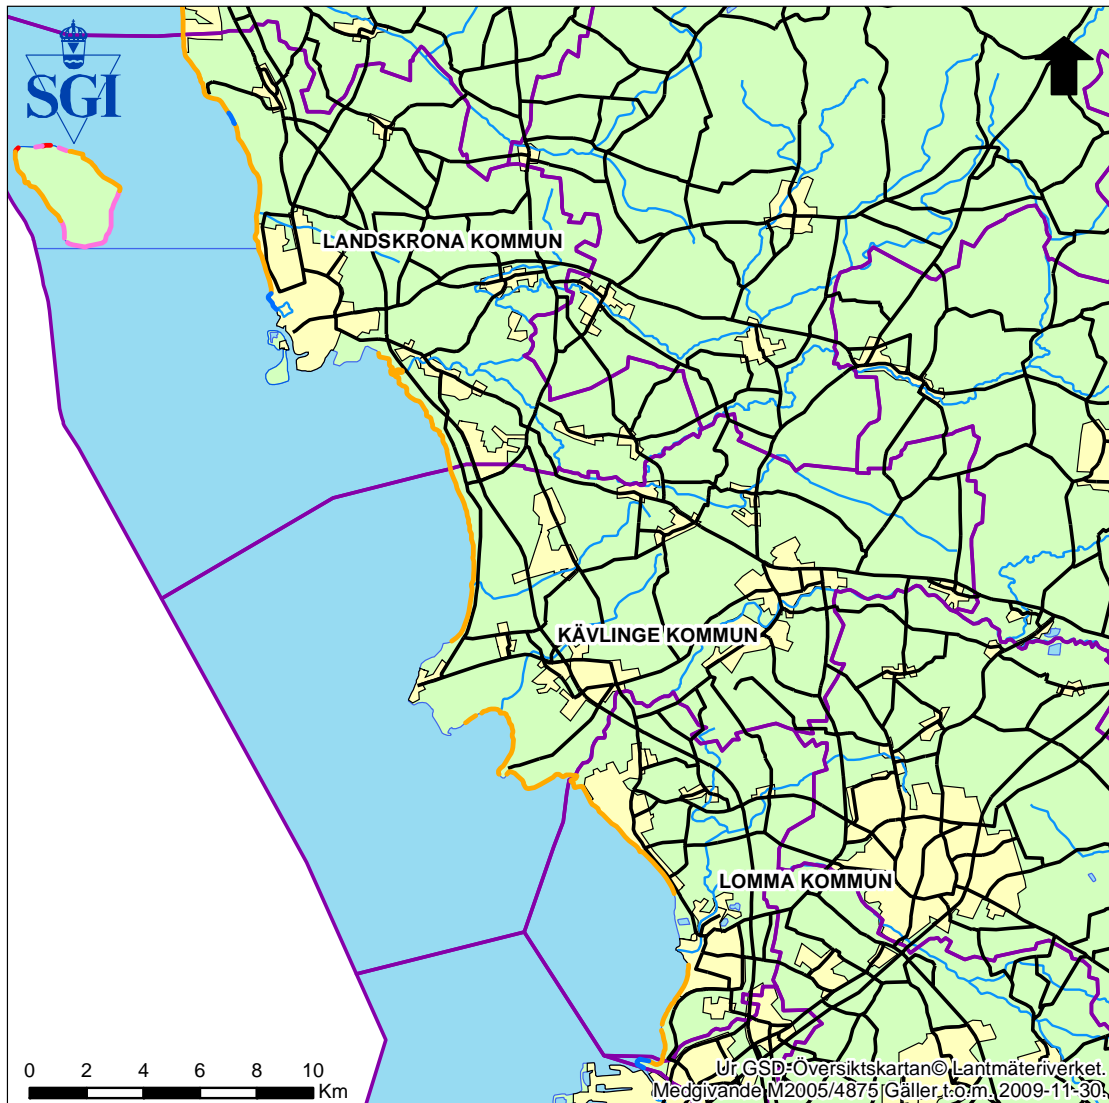 SGI
LANDSKRONA KOMMUN
KÄVLINGE KOMMUN
LOMMA KOMMUN
0 2 4 6 8 10
Km
Ur GSD-Översiktskartan© Lantmäteriverket.
Medgivande M2005/4875 Gäller t.o.m. 2009-11-30.